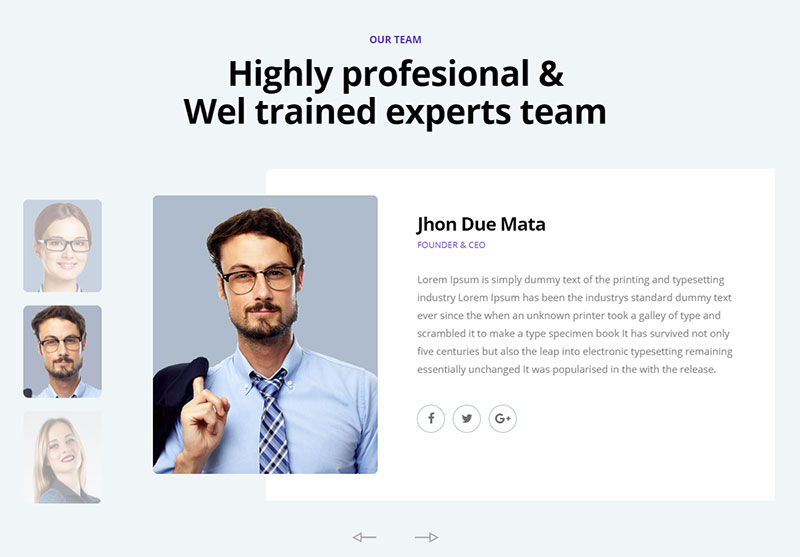 OUR TEAM
Highly profesional &
Wel trained experts team
Jhon Due Mata
FOUNDER & CEO
Lorem Ipsum is simply dummy text of the printing and typesetting
industry Lorem Ipsum has been the industrys standard dummy text
ever since the when an unknown printer took a galley of type and
scrambled it to make a type specimen book It has survived not only
five centuries but also the leap into electronic typesetting remaining
essentially unchanged It was popularised in the with the release.